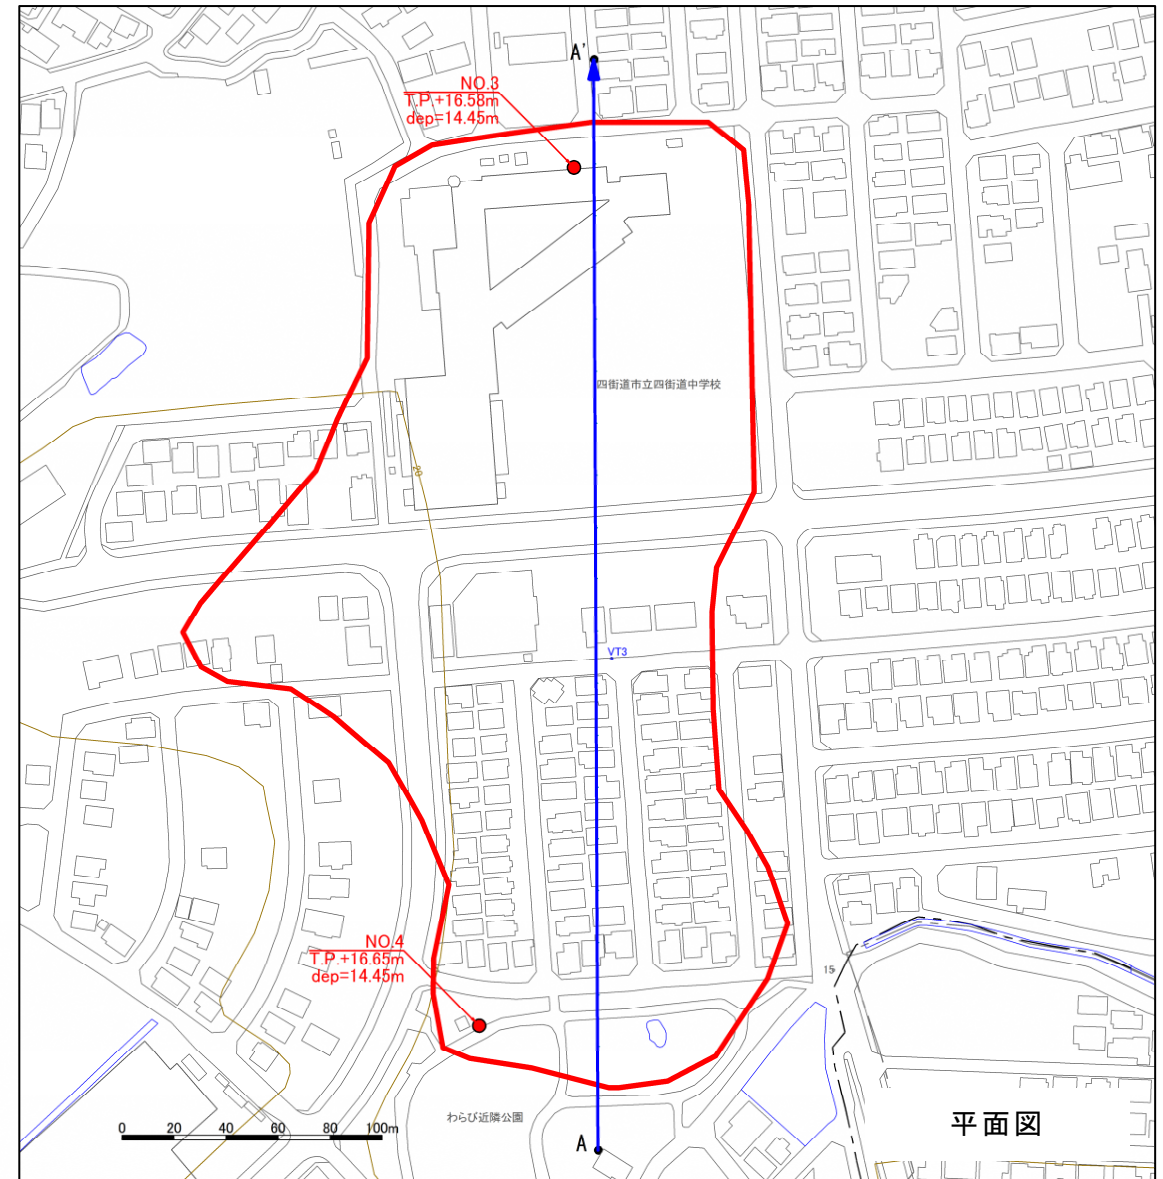 A'
NO.3
T.P.+16.58m
dep=14.45m
四街道市立四街道中学校
20
VT3
NO.4
T.P.+16.65m
dep=14.45m
15
わらび近隣公園
0 20 40 60 80 100m
A
平面図